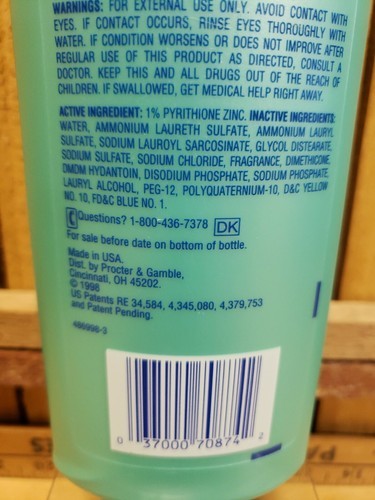 WARNINGS: FOR EXTERNAL USE ONLY. AVOID CONTACT WITH
EYES. IF CONTACT OCCURS, RINSE EYES THOROUGHLY WITH
WATER. IF CONDITION WORSENS OR DOES NOT IMPROVE AFTER
REGULAR USE OF THIS PRODUCT AS DIRECTED, CONSULT A
DOCTOR. KEEP THIS AND ALL DRUGS OUT OF THE REACH OF
CHILDREN. IF SWALLOWED, GET MEDICAL HELP RIGHT AWAY.
ACTIVE INGREDIENT: 1% PYRITHIONE ZINC. INACTIVE INGREDIENTS:
WATER, AMMONIUM LAURETH SULFATE, AMMONIUM LAURYL
SULFATE, SODIUM LAUROYL SARCOSINATE, GLYCOL DISTEARATE,
SODIUM SULFATE, SODIUM CHLORIDE, FRAGRANCE, DIMETHICONE,
DMDM HYDANTOIN, DISODIUM PHOSPHATE, SODIUM PHOSPHATE,
LAURYL ALCOHOL, PEG-12, POLYQUATERNIUM-10, D&C YELLOW
NO. 10, FD&C BLUE NO. 1.
Questions? 1-800-436-7378 DK
For sale before date on bottom of bottle.
Made in USA.
Dist. by Procter & Gamble,
Cincinnati, OH 45202.
© 1998
US Patents RE 34,584, 4,345,080, 4,379,753
and Patent Pending.
0 37000 70874 2